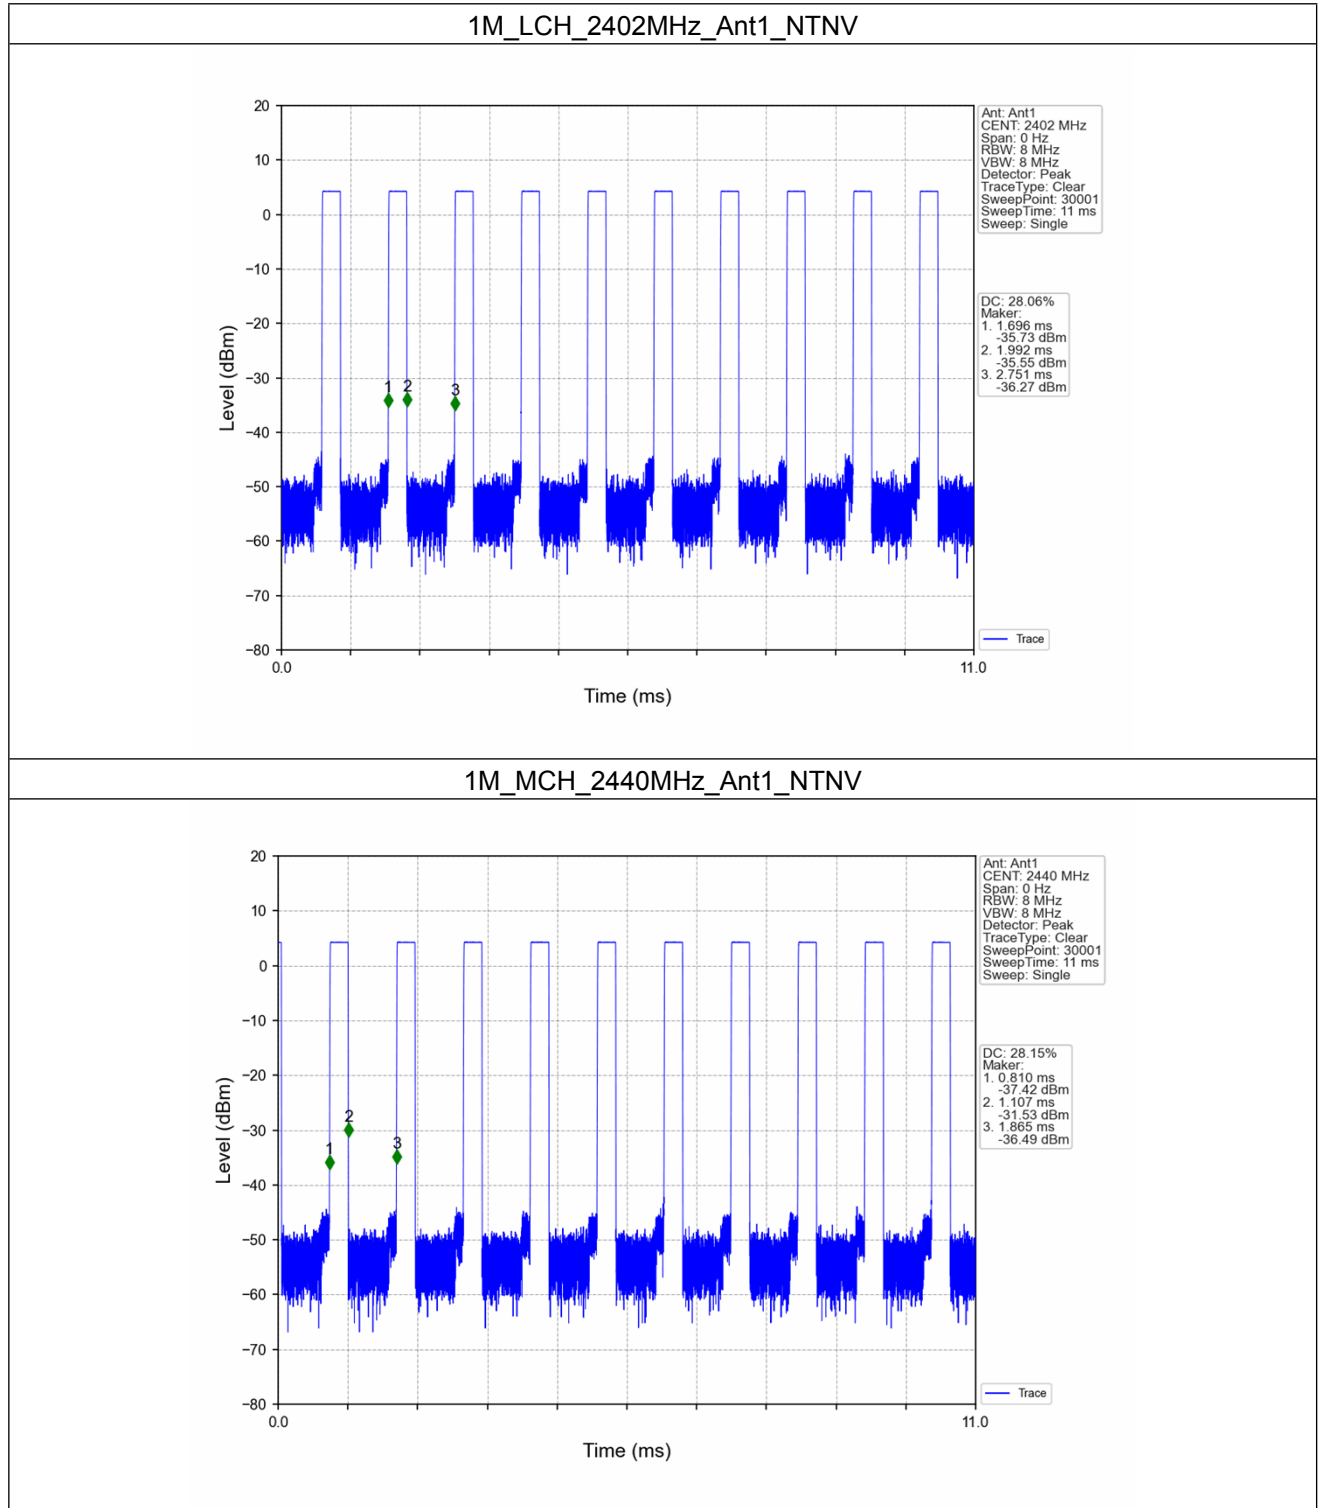 1M_LCH_2402MHz_Ant1_NTNV
20
10
0
−10
−20
−30
−40
−50
−60
−70
−80
Level (dBm)
1
2
3
0.0
11.0
Time (ms)
Ant: Ant1
CENT: 2402 MHz
Span: 0 Hz
RBW: 8 MHz
VBW: 8 MHz
Detector: Peak
TraceType: Clear
SweepPoint: 30001
SweepTime: 11 ms
Sweep: Single
DC: 28.06%
Maker:
1. 1.696 ms
-35.73 dBm
2. 1.992 ms
-35.55 dBm
3. 2.751 ms
-36.27 dBm
Trace
1M_MCH_2440MHz_Ant1_NTNV
20
10
0
−10
−20
−30
−40
−50
−60
−70
−80
Level (dBm)
1
2
3
0.0
11.0
Time (ms)
Ant: Ant1
CENT: 2440 MHz
Span: 0 Hz
RBW: 8 MHz
VBW: 8 MHz
Detector: Peak
TraceType: Clear
SweepPoint: 30001
SweepTime: 11 ms
Sweep: Single
DC: 28.15%
Maker:
1. 0.810 ms
-37.42 dBm
2. 1.107 ms
-31.53 dBm
3. 1.865 ms
-36.49 dBm
Trace